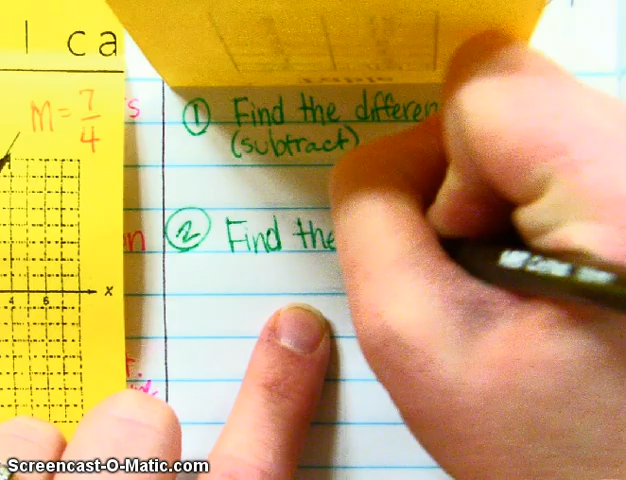 l ca
m = 7/4
① Find the differen
(subtract)
② Find the
x
4 6
Screencast-O-Matic.com